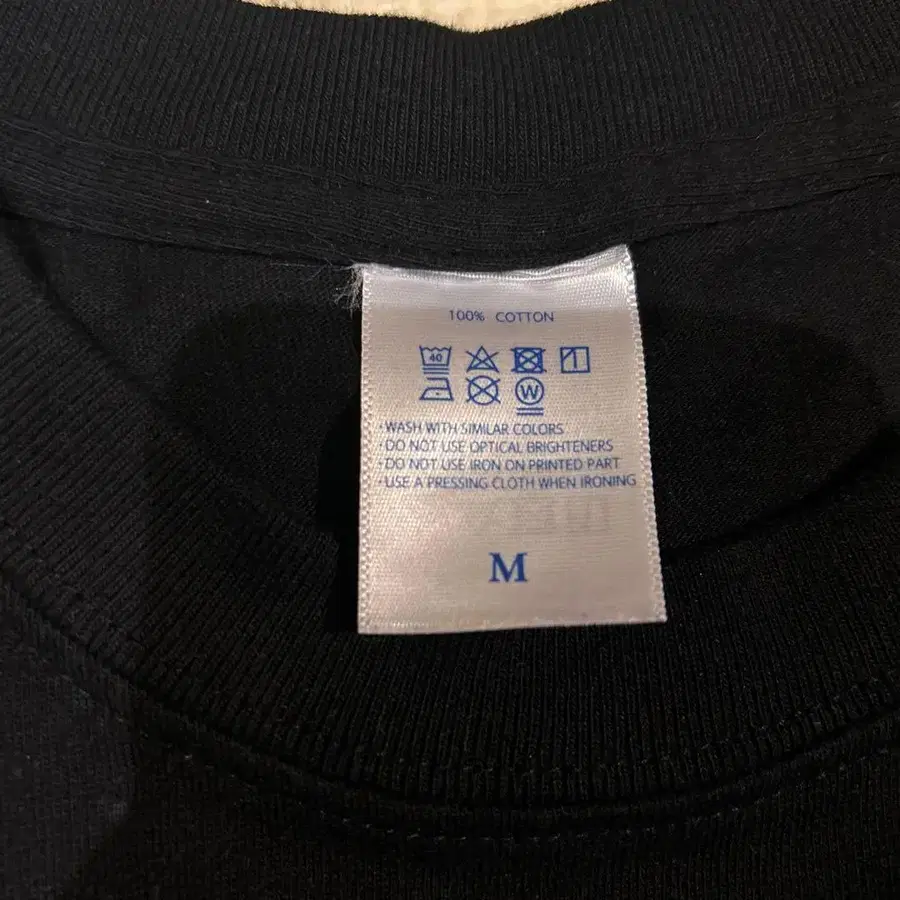 100% COTTON
40
W
·WASH WITH SIMILAR COLORS
·DO NOT USE OPTICAL BRIGHTENERS
·DO NOT USE IRON ON PRINTED PART
·USE A PRESSING CLOTH WHEN IRONING
M